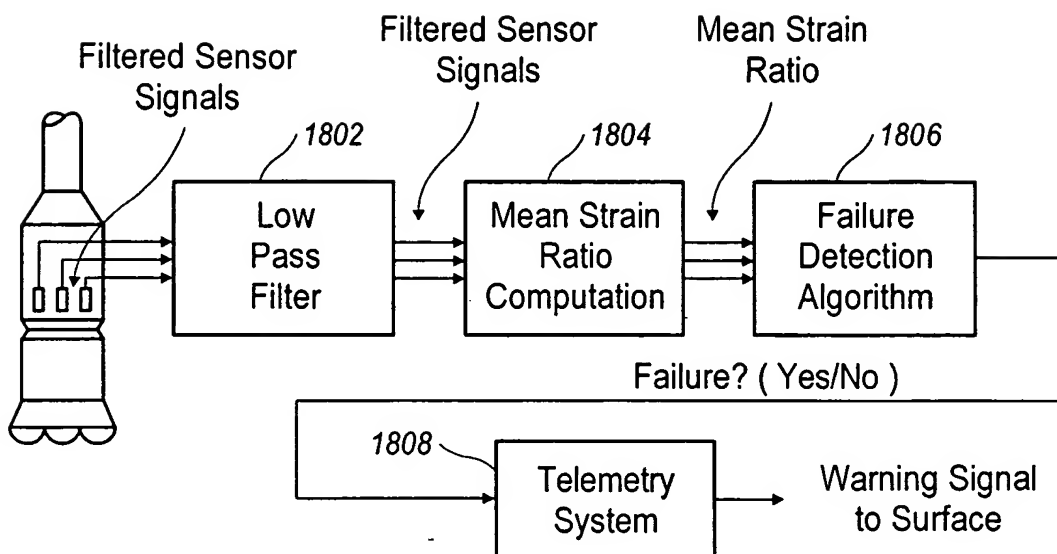 Filtered Sensor
Signals
Filtered Sensor
Signals
Mean Strain
Ratio
1802
1804
1806
Low
Pass
Filter
Mean Strain
Ratio
Computation
Failure
Detection
Algorithm
Failure? ( Yes/No )
1808
Telemetry
System
Warning Signal
to Surface